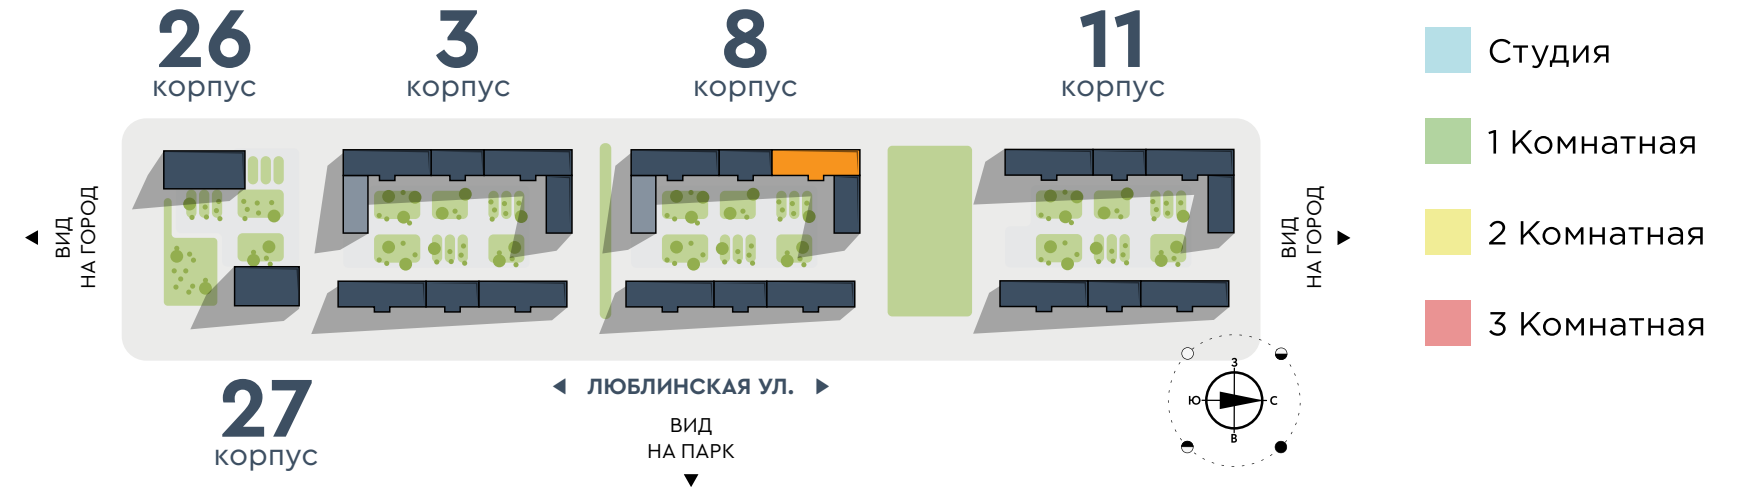 26
корпус
3
корпус
8
корпус
11
корпус
Студия
1 Комнатная
2 Комнатная
3 Комнатная
ВИД
НА ГОРОД
ВИД
НА ГОРОД
27
корпус
ЛЮБЛИНСКАЯ УЛ.
ВИД
НА ПАРК
З
Ю
С
В